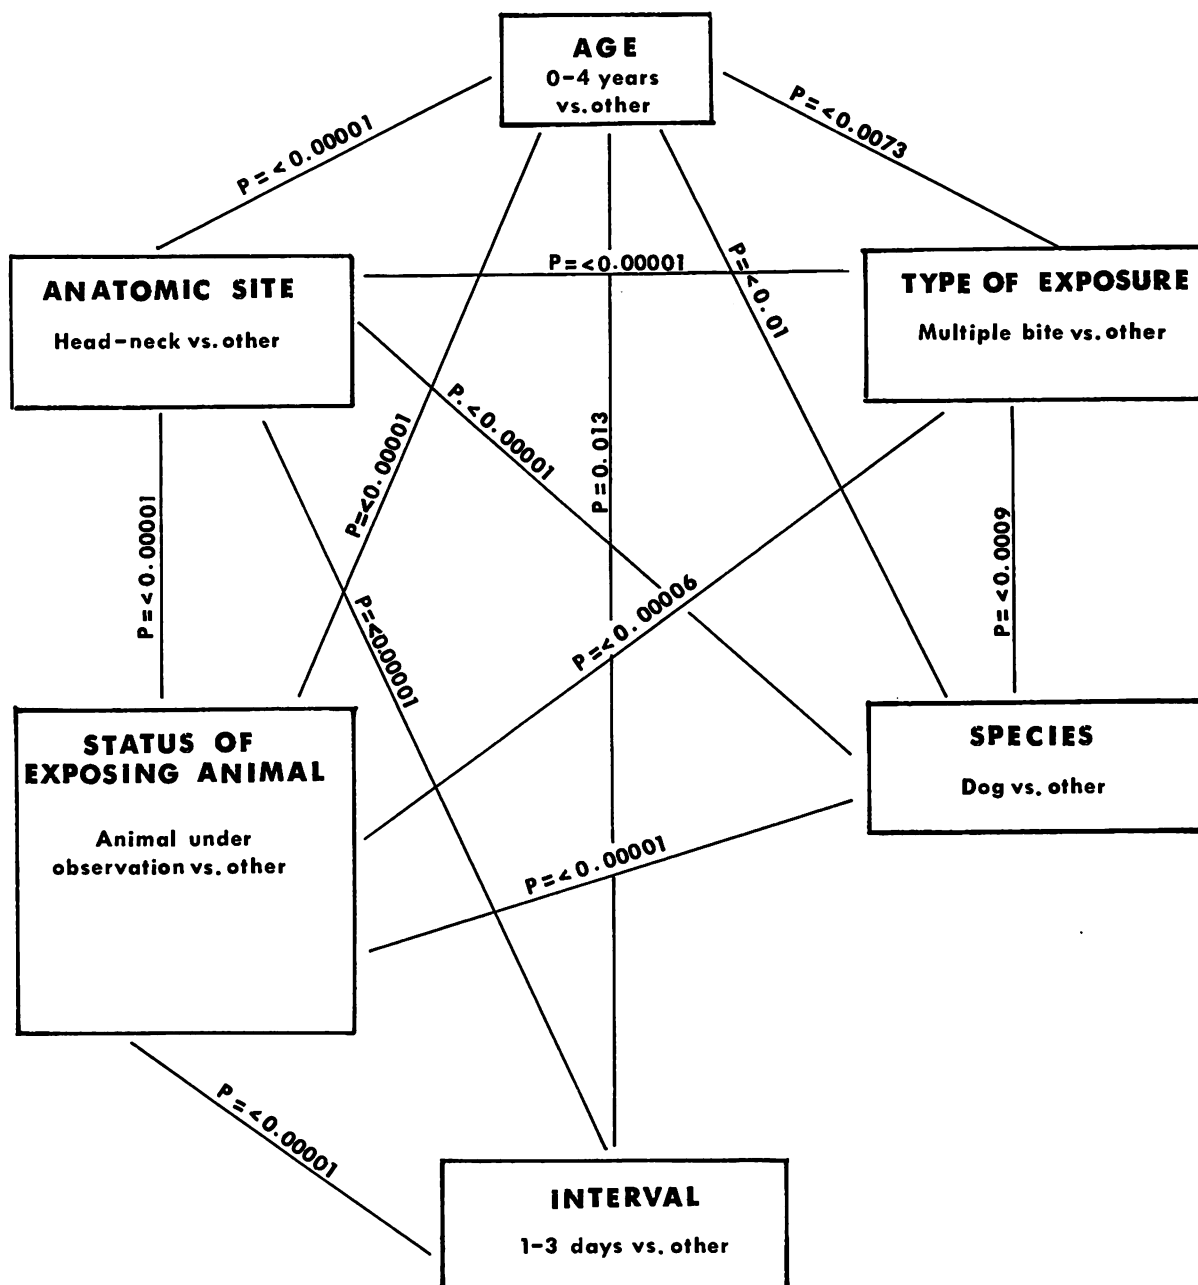 AGE
0-4 years
vs. other
P=<0.00001
P=<0.0073
P=<0.00001
ANATOMIC SITE
Head-neck vs. other
TYPE OF EXPOSURE
Multiple bite vs. other
P=<0.01
P.<0.00001
P=<0.00001
P=0.013
P=<0.00001
P=<0.0009
P=<0.00001
P=<0.00006
STATUS OF
EXPOSING ANIMAL
Animal under
observation vs. other
SPECIES
Dog vs. other
P=<0.00001
P=<0.00001
INTERVAL
1-3 days vs. other